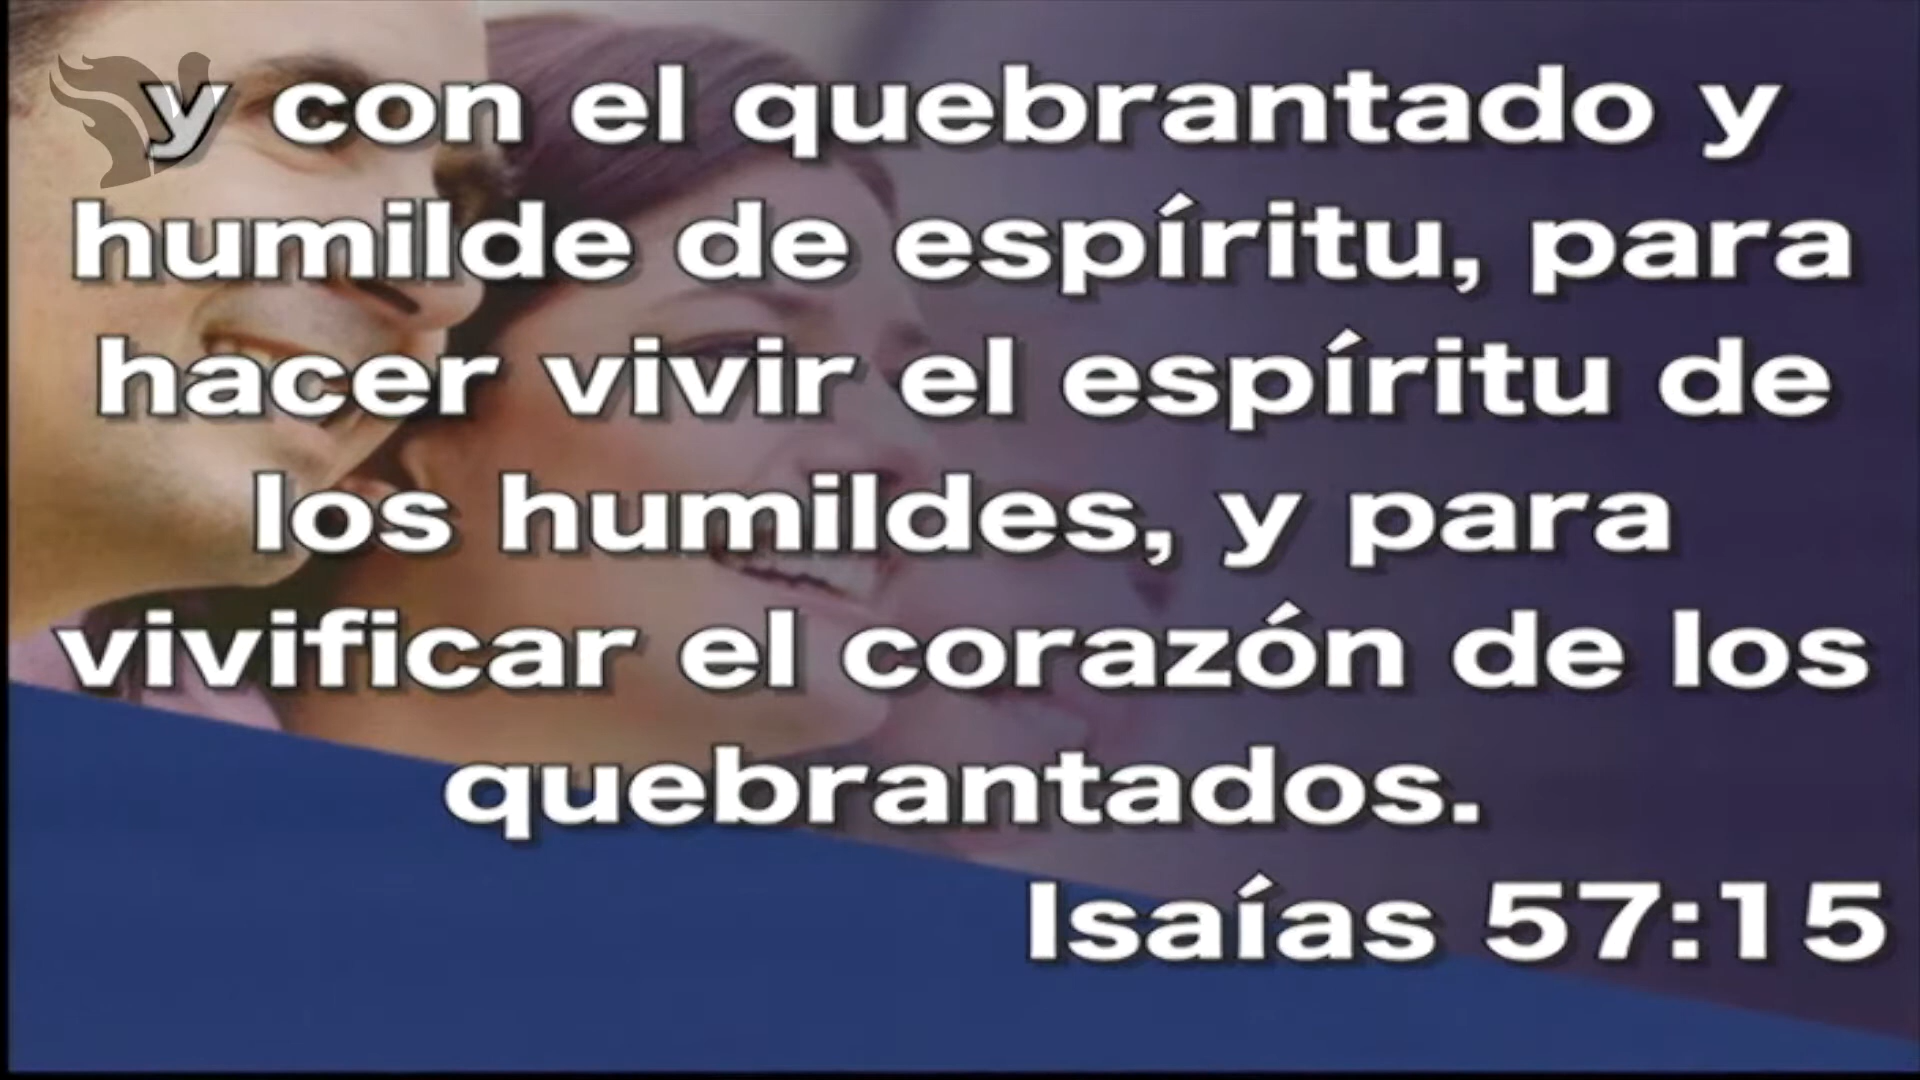 y con el quebrantado y
humilde de espíritu, para
hacer vivir el espíritu de
los humildes, y para
vivificar el corazón de los
quebrantados.
Isaías 57:15